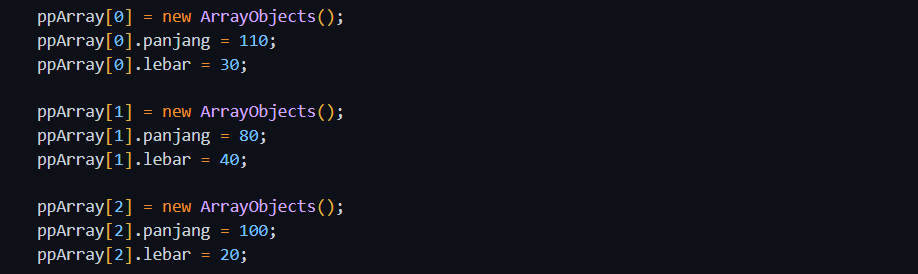 ppArray[0] = new ArrayObjects();
ppArray[0].panjang = 110;
ppArray[0].lebar = 30;
ppArray[1] = new ArrayObjects();
ppArray[1].panjang = 80;
ppArray[1].lebar = 40;
ppArray[2] = new ArrayObjects();
ppArray[2].panjang = 100;
ppArray[2].lebar = 20;